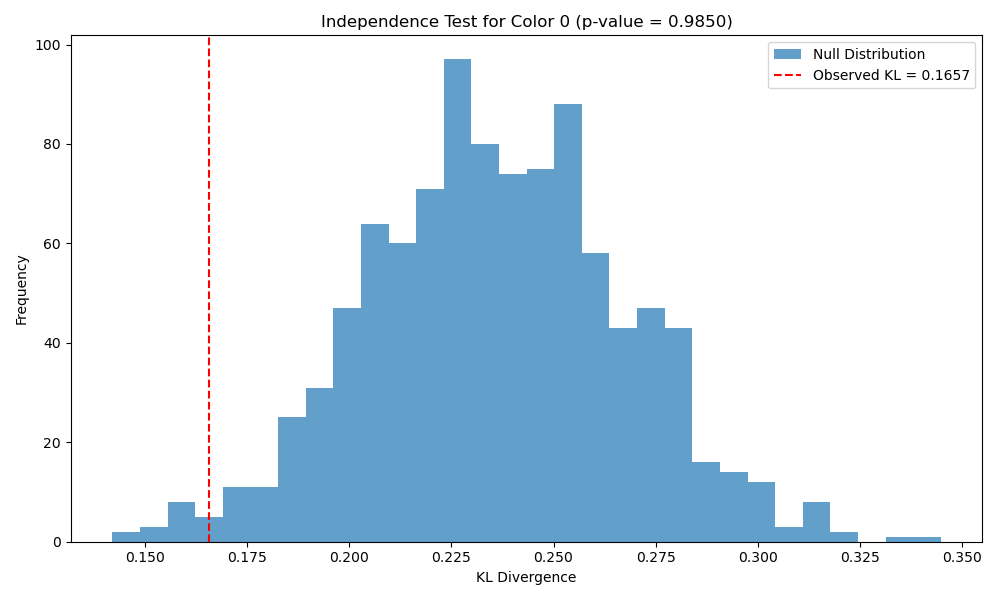 Independence Test for Color 0 (p-value = 0.9850)
Null Distribution
Observed KL = 0.1657
Frequency
100
80
60
40
20
0
0.150 0.175 0.200 0.225 0.250 0.275 0.300 0.325 0.350
KL Divergence